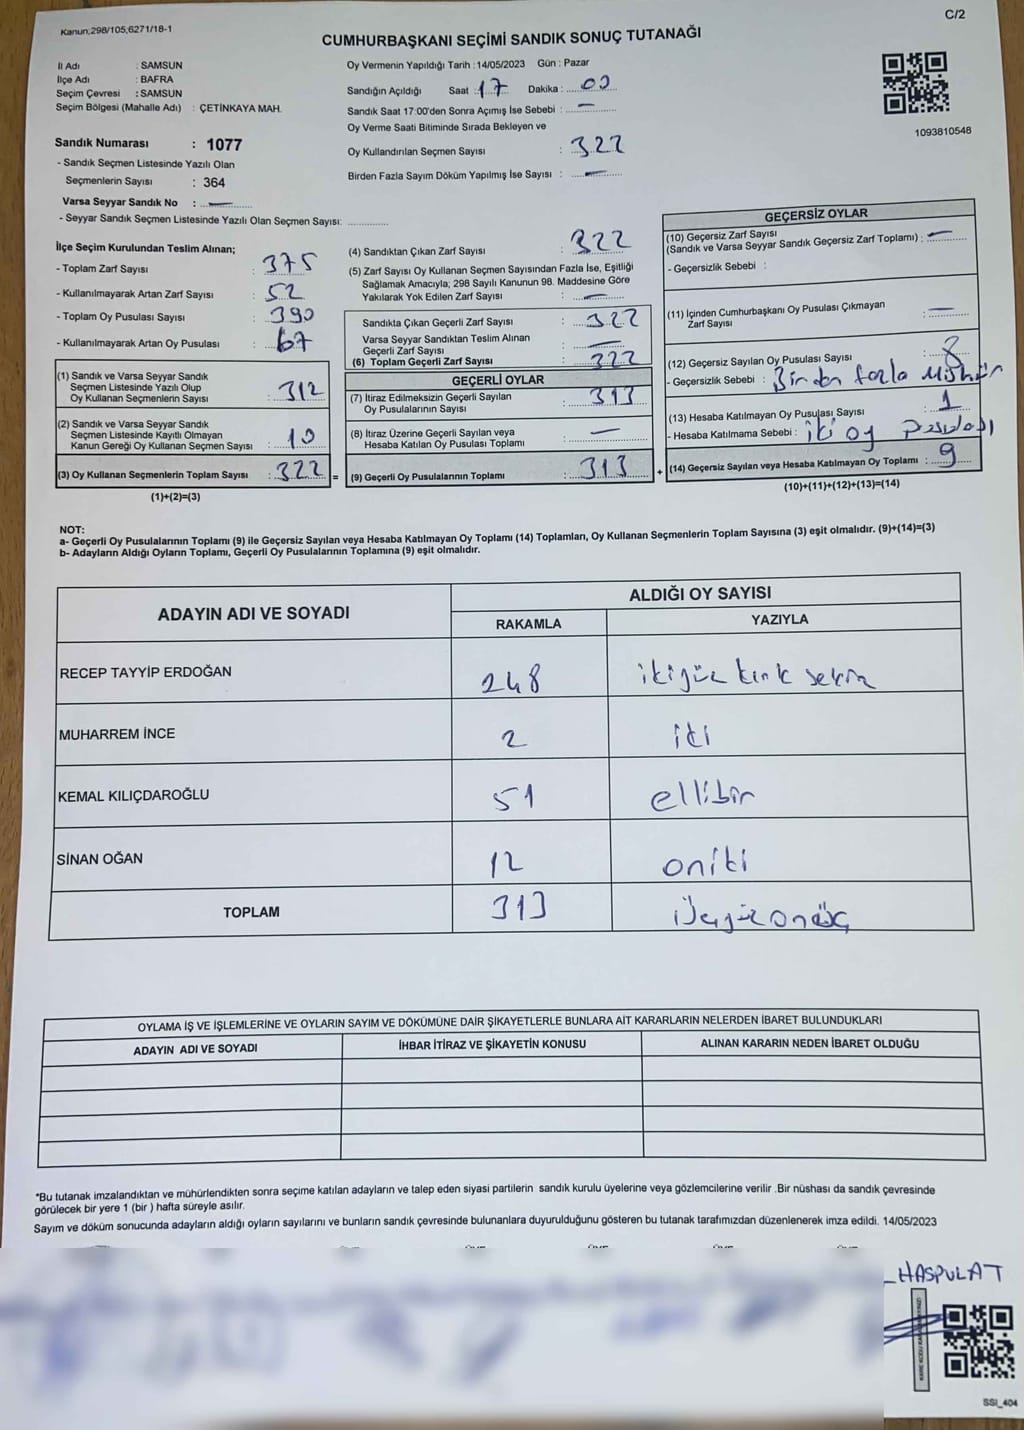 Kanun;298/105;6271/18-1
C/2
CUMHURBAŞKANI SEÇİMİ SANDIK SONUÇ TUTANAĞI
İl Adı : SAMSUN
İlçe Adı : BAFRA
Seçim Çevresi : SAMSUN
Seçim Bölgesi (Mahalle Adı) : ÇETİNKAYA MAH.
Sandık Numarası : 1077
- Sandık Seçmen Listesinde Yazılı Olan
Seçmenlerin Sayısı : 364
Varsa Seyyar Sandık No : —
- Seyyar Sandık Seçmen Listesinde Yazılı Olan Seçmen Sayısı: ..............
Oy Vermenin Yapıldığı Tarih :14/05/2023 Gün : Pazar
Sandığın Açıldığı Saat : 17 Dakika : 00
Sandık Saat 17:00'den Sonra Açımış İse Sebebi : —
Oy Verme Saati Bitiminde Sırada Bekleyen ve
Oy Kullandırılan Seçmen Sayısı : 322
Birden Fazla Sayım Döküm Yapılmış İse Sayısı : —
1093810548
İlçe Seçim Kurulundan Teslim Alınan;
- Toplam Zarf Sayısı : 375
- Kullanılmayarak Artan Zarf Sayısı : 52
- Toplam Oy Pusulası Sayısı : 390
- Kullanılmayarak Artan Oy Pusulası : 67
(1) Sandık ve Varsa Seyyar Sandık
Seçmen Listesinde Yazılı Olup
Oy Kullanan Seçmenlerin Sayısı : 312
(2) Sandık ve Varsa Seyyar Sandık
Seçmen Listesinde Kayıtlı Olmayan
Kanun Gereği Oy Kullanan Seçmen Sayısı : 10
(3) Oy Kullanan Seçmenlerin Toplam Sayısı : 322 =
(1)+(2)=(3)
(4) Sandıktan Çıkan Zarf Sayısı : 322
(5) Zarf Sayısı Oy Kullanan Seçmen Sayısından Fazla İse, Eşitliği
Sağlamak Amacıyla; 298 Sayılı Kanunun 98. Maddesine Göre
Yakılarak Yok Edilen Zarf Sayısı : —
Sandıkta Çıkan Geçerli Zarf Sayısı : 322
Varsa Seyyar Sandıktan Teslim Alınan
Geçerli Zarf Sayısı : —
(6) Toplam Geçerli Zarf Sayısı : 322
GEÇERLİ OYLAR
(7) İtiraz Edilmeksizin Geçerli Sayılan
Oy Pusulalarının Sayısı : 313
(8) İtiraz Üzerine Geçerli Sayılan veya
Hesaba Katılan Oy Pusulası Toplamı : —
(9) Geçerli Oy Pusulalarının Toplamı : 313 +
GEÇERSİZ OYLAR
(10) Geçersiz Zarf Sayısı
(Sandık ve Varsa Seyyar Sandık Geçersiz Zarf Toplamı) : —
- Geçersizlik Sebebi :
(11) İçinden Cumhurbaşkanı Oy Pusulası Çıkmayan
Zarf Sayısı : —
(12) Geçersiz Sayılan Oy Pusulası Sayısı : 8
- Geçersizlik Sebebi : Birden fazla Mühür
(13) Hesaba Katılmayan Oy Pusulası Sayısı : 1
- Hesaba Katılmama Sebebi : iki oy pusulası
(14) Geçersiz Sayılan veya Hesaba Katılmayan Oy Toplamı : 9
(10)+(11)+(12)+(13)=(14)
NOT:
a- Geçerli Oy Pusulalarının Toplamı (9) ile Geçersiz Sayılan veya Hesaba Katılmayan Oy Toplamı (14) Toplamları, Oy Kullanan Seçmenlerin Toplam Sayısına (3) eşit olmalıdır. (9)+(14)=(3)
b- Adayların Aldığı Oyların Toplamı, Geçerli Oy Pusulalarının Toplamına (9) eşit olmalıdır.
ADAYIN ADI VE SOYADI ALDIĞI OY SAYISI
RAKAMLA YAZIYLA
RECEP TAYYİP ERDOĞAN 248 ikiyüz kırk sekiz
MUHARREM İNCE 2 iki
KEMAL KILIÇDAROĞLU 51 ellibir
SİNAN OĞAN 12 oniki
TOPLAM 313 üçyüzonüç
OYLAMA İŞ VE İŞLEMLERİNE VE OYLARIN SAYIM VE DÖKÜMÜNE DAİR ŞİKAYETLERLE BUNLARA AİT KARARLARIN NELERDEN İBARET BULUNDUKLARI
ADAYIN ADI VE SOYADI İHBAR İTİRAZ VE ŞİKAYETİN KONUSU ALINAN KARARIN NEDEN İBARET OLDUĞU
*Bu tutanak imzalandıktan ve mühürlendikten sonra seçime katılan adayların ve talep eden siyasi partilerin sandık kurulu üyelerine veya gözlemcilerine verilir .Bir nüshası da sandık çevresinde
görülecek bir yere 1 (bir ) hafta süreyle asılır.
Sayım ve döküm sonucunda adayların aldığı oyların sayılarını ve bunların sandık çevresinde bulunanlara duyurulduğunu gösteren bu tutanak tarafımızdan düzenlenerek imza edildi. 14/05/2023
HASPULAT
SSI_404